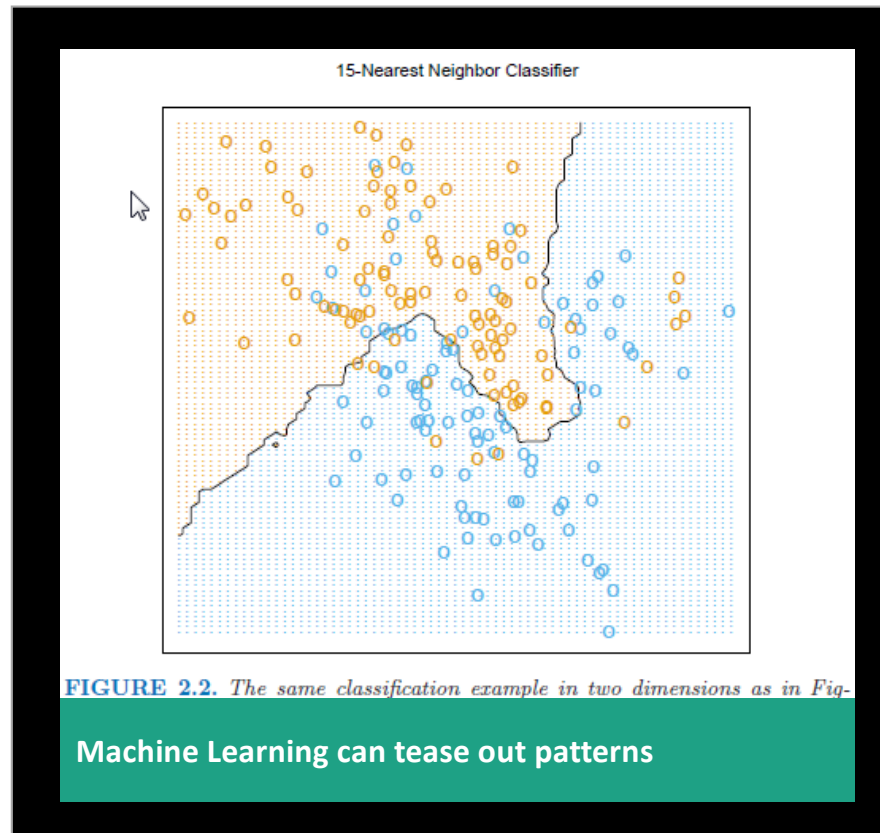 15-Nearest Neighbor Classifier
FIGURE 2.2. The same classification example in two dimensions as in Fig-
Machine Learning can tease out patterns